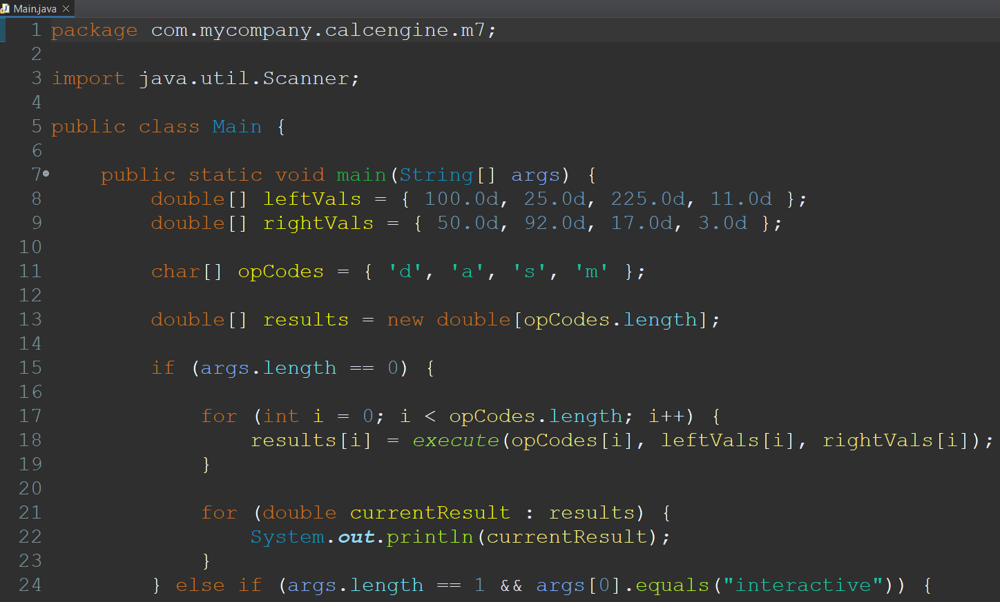 Main.java
1 package com.mycompany.calcengine.m7;
2
3 import java.util.Scanner;
4
5 public class Main {
6
7     public static void main(String[] args) {
8         double[] leftVals = { 100.0d, 25.0d, 225.0d, 11.0d };
9         double[] rightVals = { 50.0d, 92.0d, 17.0d, 3.0d };
10
11         char[] opCodes = { 'd', 'a', 's', 'm' };
12
13         double[] results = new double[opCodes.length];
14
15         if (args.length == 0) {
16
17             for (int i = 0; i < opCodes.length; i++) {
18                 results[i] = execute(opCodes[i], leftVals[i], rightVals[i]);
19             }
20
21             for (double currentResult : results) {
22                 System.out.println(currentResult);
23             }
24         } else if (args.length == 1 && args[0].equals("interactive")) {